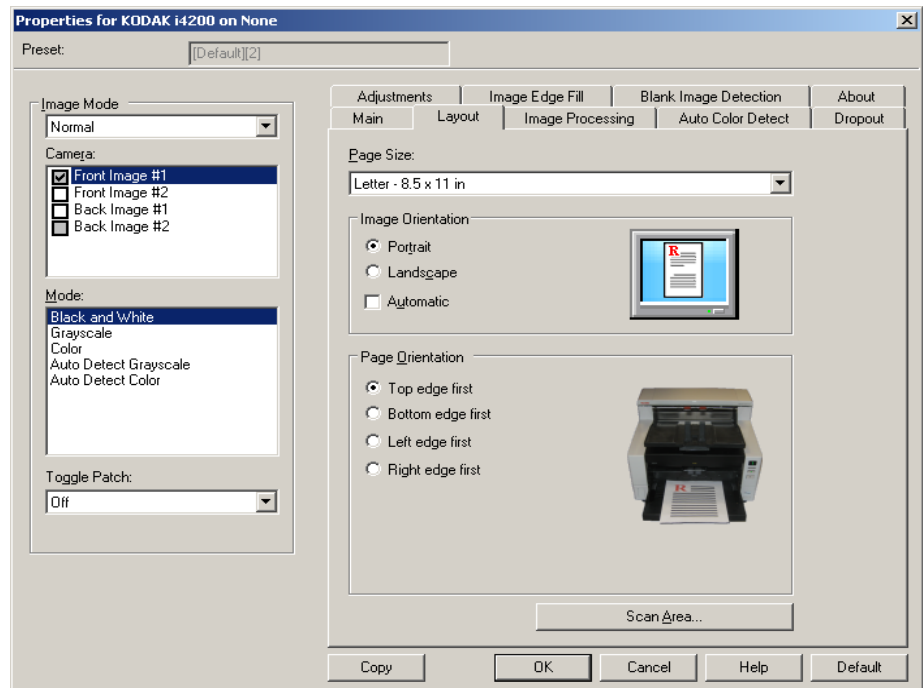 Properties for KODAK i4200 on None
Preset:
[Default][2]
Image Mode
Normal
Camera:
Front Image #1
Front Image #2
Back Image #1
Back Image #2
Mode:
Black and White
Grayscale
Color
Auto Detect Grayscale
Auto Detect Color
Toggle Patch:
Off
Adjustments Image Edge Fill Blank Image Detection About
Main Layout Image Processing Auto Color Detect Dropout
Page Size:
Letter - 8.5 x 11 in
Image Orientation
Portrait
Landscape
Automatic
R
Page Orientation
Top edge first
Bottom edge first
Left edge first
Right edge first
R
Scan Area...
Copy OK Cancel Help Default